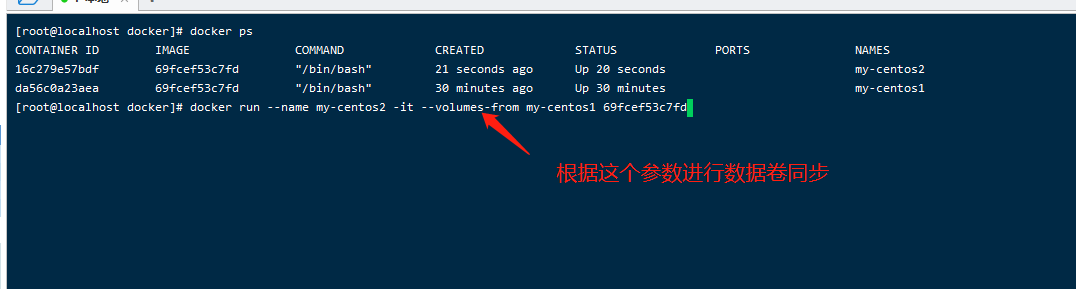 [root@localhost docker]# docker ps
CONTAINER ID IMAGE COMMAND CREATED STATUS PORTS NAMES
16c279e57bdf 69fcef53c7fd "/bin/bash" 21 seconds ago Up 20 seconds my-centos2
da56c0a23aea 69fcef53c7fd "/bin/bash" 30 minutes ago Up 30 minutes my-centos1
[root@localhost docker]# docker run --name my-centos2 -it --volumes-from my-centos1 69fcef53c7fd
根据这个参数进行数据卷同步